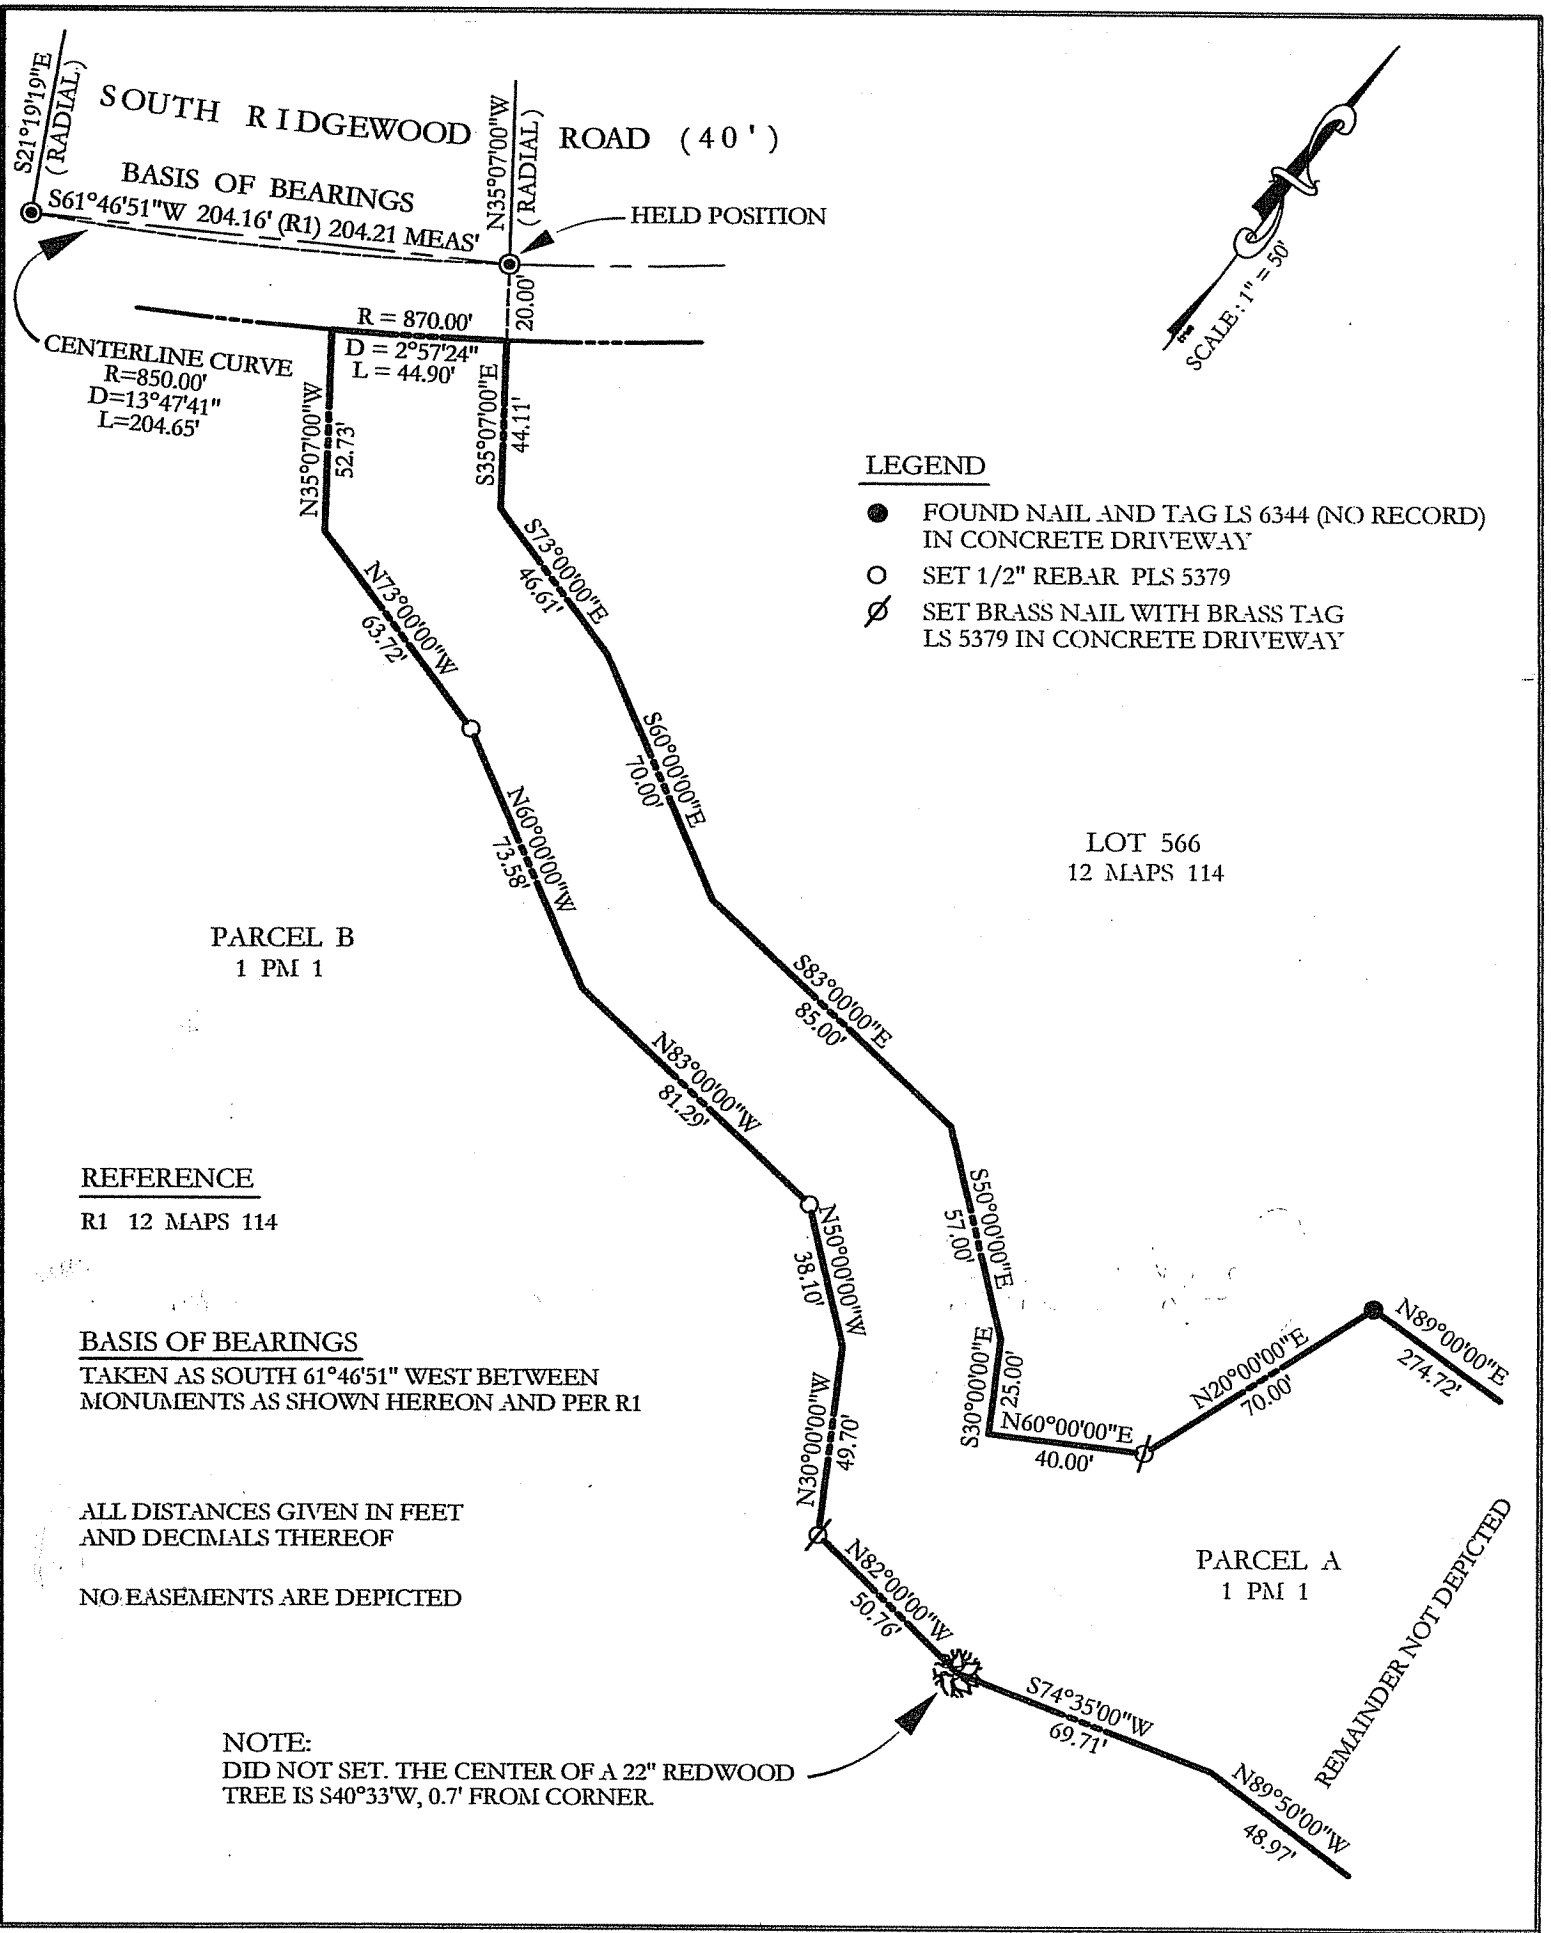 S21°19'19"E
(RADIAL)
SOUTH RIDGEWOOD ROAD (40')
N35°07'00"W
(RADIAL)
BASIS OF BEARINGS
S61°46'51"W 204.16' (R1) 204.21 MEAS'
HELD POSITION
20.00'
SCALE: 1" = 50'
R = 870.00'
D = 2°57'24"
L = 44.90'
CENTERLINE CURVE
R=850.00'
D=13°47'41"
L=204.65'
N35°07'00"W
52.73'
S35°07'00"E
44.11'
LEGEND
FOUND NAIL AND TAG LS 6344 (NO RECORD)
IN CONCRETE DRIVEWAY
SET 1/2" REBAR PLS 5379
SET BRASS NAIL WITH BRASS TAG
LS 5379 IN CONCRETE DRIVEWAY
S73°00'00"E
46.61'
N73°00'00"W
63.72'
S60°00'00"E
70.00'
N60°00'00"W
73.58'
LOT 566
12 MAPS 114
PARCEL B
1 PM 1
S83°00'00"E
85.00'
N83°00'00"W
81.29'
REFERENCE
R1 12 MAPS 114
S50°00'00"E
57.00'
N50°00'00"W
38.10'
BASIS OF BEARINGS
TAKEN AS SOUTH 61°46'51" WEST BETWEEN
MONUMENTS AS SHOWN HEREON AND PER R1
S30°00'00"E
25.00'
N60°00'00"E
40.00'
N20°00'00"E
70.00'
N89°00'00"E
274.72'
N30°00'00"W
49.70'
ALL DISTANCES GIVEN IN FEET
AND DECIMALS THEREOF
NO EASEMENTS ARE DEPICTED
N82°00'00"W
50.76'
PARCEL A
1 PM 1
REMAINDER NOT DEPICTED
S74°35'00"W
69.71'
N89°50'00"W
48.97'
NOTE:
DID NOT SET. THE CENTER OF A 22" REDWOOD
TREE IS S40°33'W, 0.7' FROM CORNER.